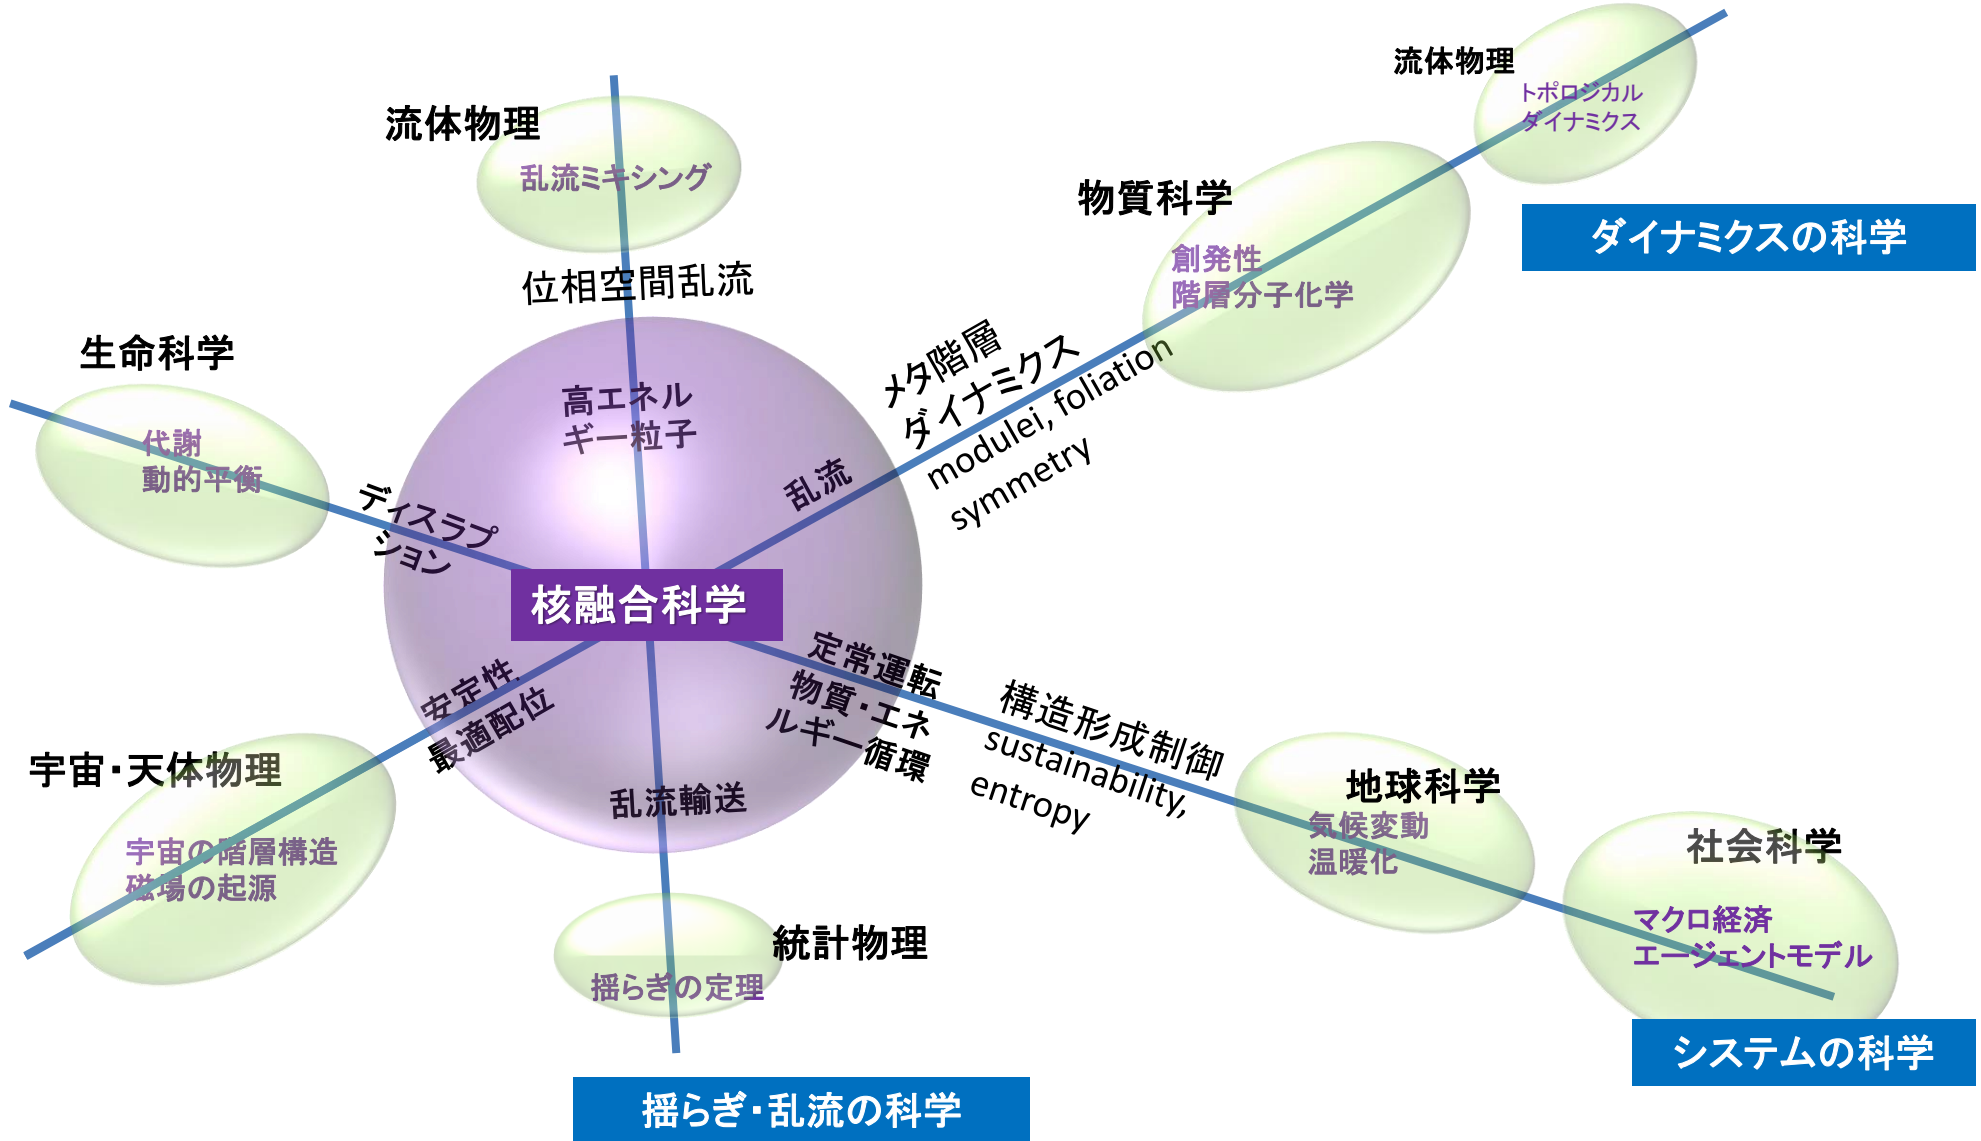 流体物理
トポロジカル
ダイナミクス
ダイナミクスの科学
流体物理
乱流ミキシング
位相空間乱流
物質科学
創発性
階層分子化学
メタ階層
ダイナミクス
modulei, foliation
symmetry
生命科学
代謝
動的平衡
ディスラプ
ション
高エネル
ギー粒子
乱流
核融合科学
安定性
最適配位
定常運転
物質・エネ
ルギー循環
構造形成制御
sustainability,
entropy
乱流輸送
宇宙・天体物理
宇宙の階層構造
磁場の起源
地球科学
気候変動
温暖化
社会科学
マクロ経済
エージェントモデル
システムの科学
統計物理
揺らぎの定理
揺らぎ・乱流の科学